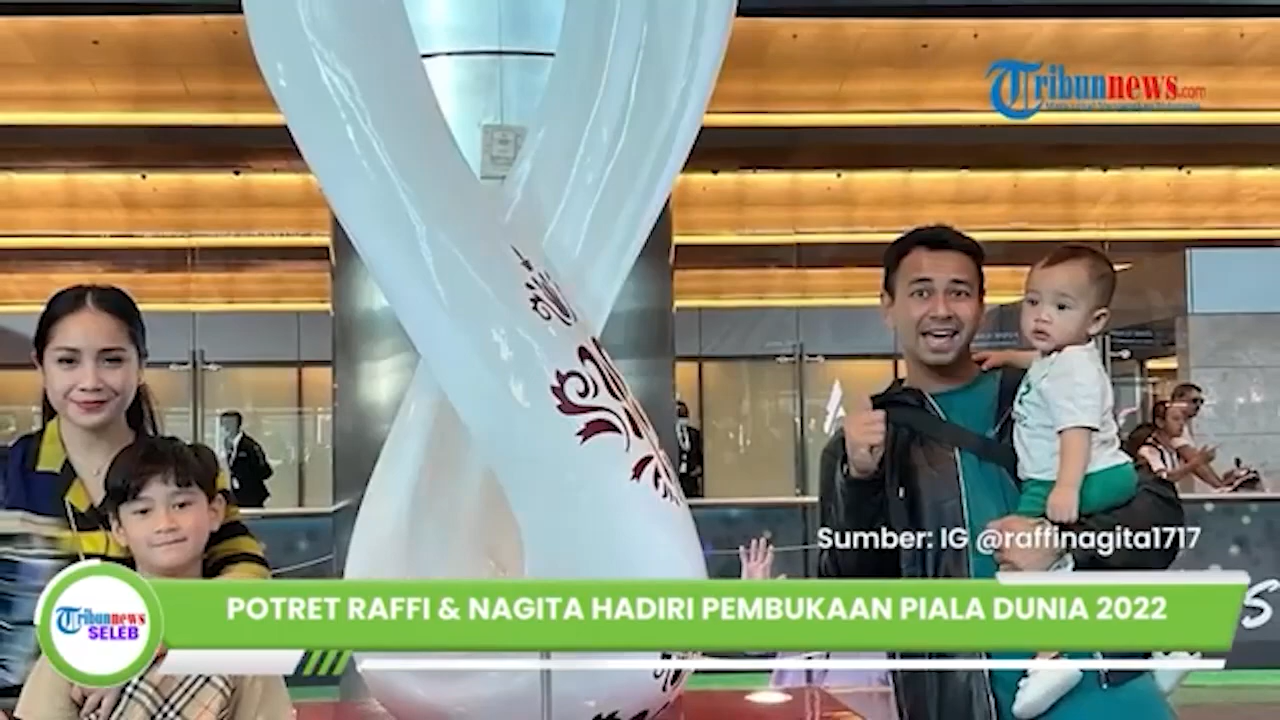 Tribunnews.com
Sumber: IG @raffinagita1717
POTRET RAFFI & NAGITA HADIRI PEMBUKAAN PIALA DUNIA 2022
Tribunnews
SELEB